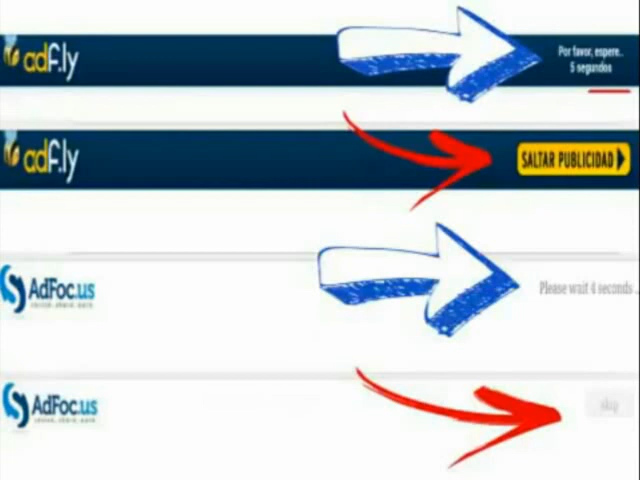 adf.ly
Por favor, espere..
5 segundos
adf.ly
SALTAR PUBLICIDAD
AdFoc.us
Please wait 4 seconds ..
AdFoc.us
skip